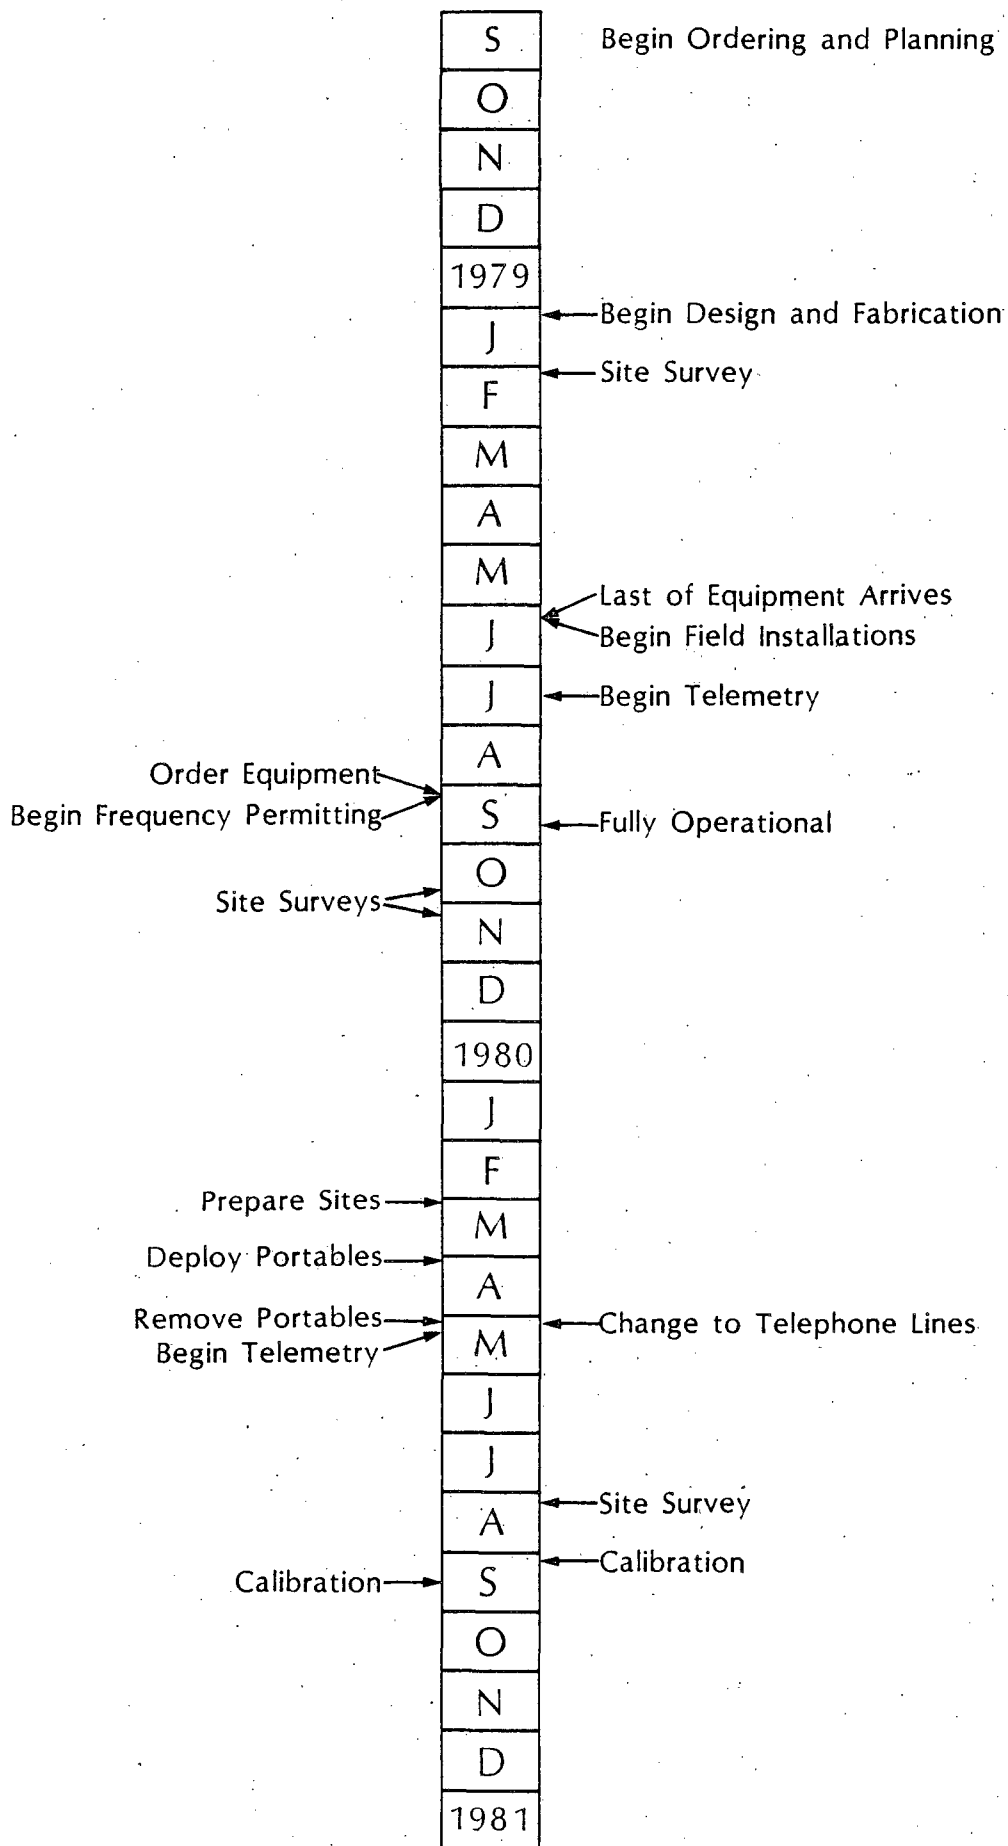 S Begin Ordering and Planning
O
N
D
1979
Begin Design and Fabrication
J
Site Survey
F
M
A
M
Last of Equipment Arrives
J Begin Field Installations
J Begin Telemetry
A
Order Equipment
Begin Frequency Permitting S Fully Operational
O
Site Surveys
N
D
1980
J
F
Prepare Sites
M
Deploy Portables
A
Remove Portables Change to Telephone Lines
Begin Telemetry M
J
J
Site Survey
A
Calibration
Calibration S
O
N
D
1981